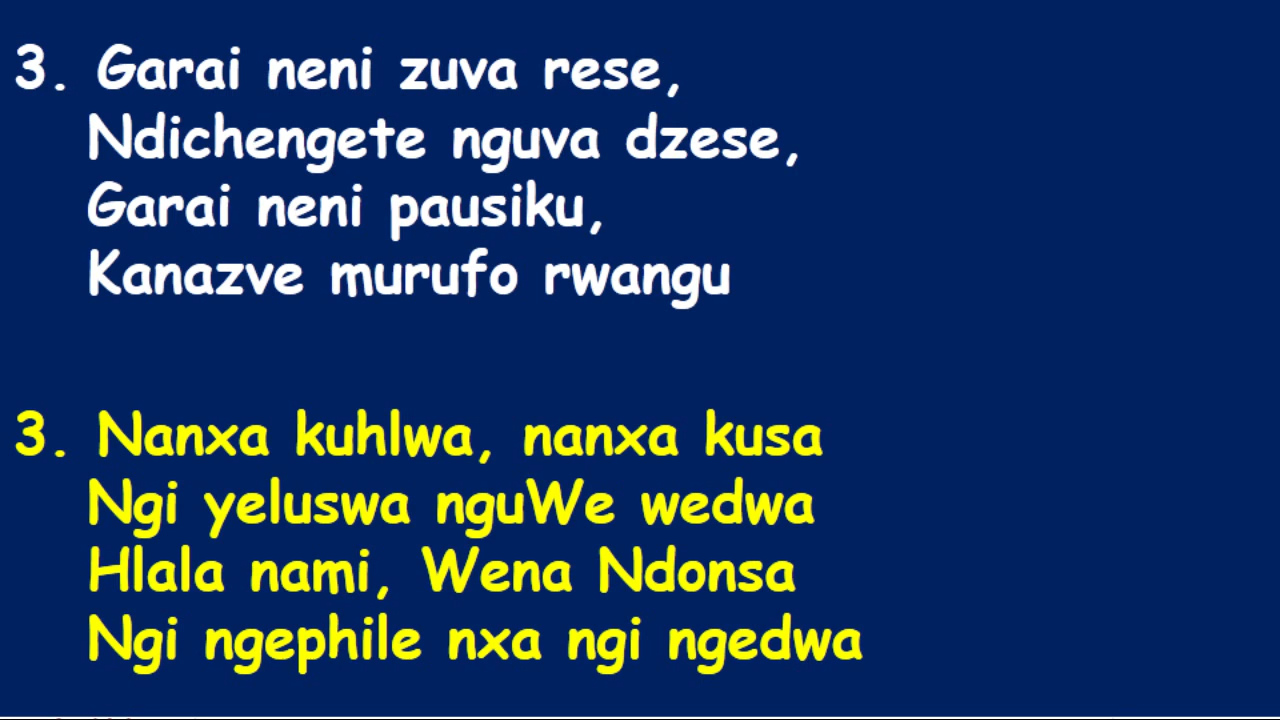 3. Garai neni zuva rese,
Ndichengete nguva dzese,
Garai neni pausiku,
Kanazve murufo rwangu
3. Nanxa kuhlwa, nanxa kusa
Ngi yeluswa nguWe wedwa
Hlala nami, Wena Ndonsa
Ngi ngephile nxa ngi ngedwa